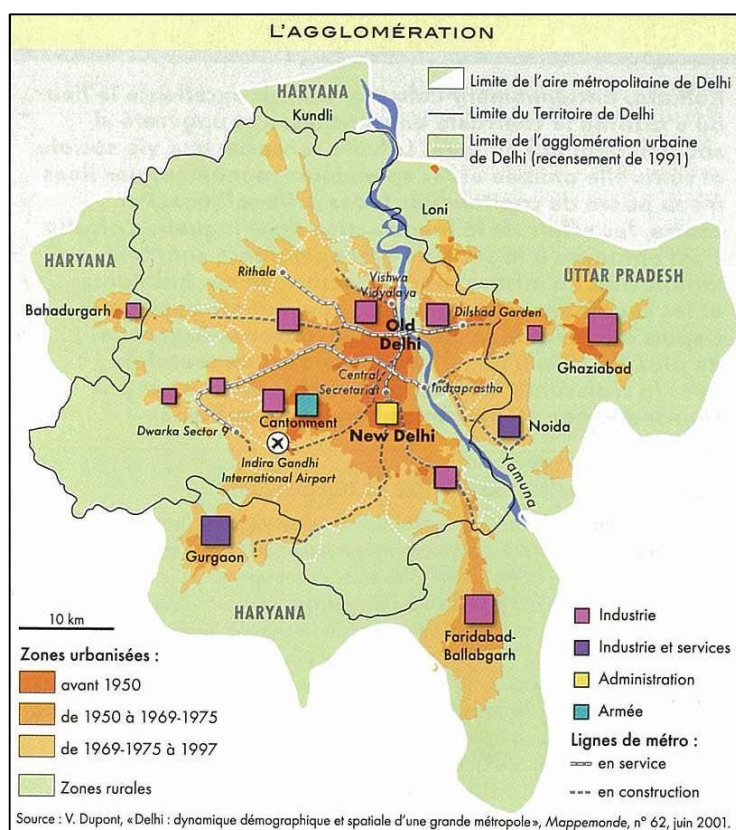 L'AGGLOMÉRATION
Limite de l'aire métropolitaine de Delhi
Limite du Territoire de Delhi
Limite de l'agglomération urbaine
de Delhi (recensement de 1991)
HARYANA
Kundli
Loni
HARYANA
Bahadurgarh
Rithala
Vishwa
Vidyalaya
UTTAR PRADESH
Dilshad Garden
Old
Delhi
Ghaziabad
Central
Secretariat
Indraprastha
Cantonment
New Delhi
Noida
Dwarka Sector 9
Indira Gandhi
International Airport
Yamuna
Gurgaon
HARYANA
Faridabad-
Ballabgarh
10 km
Zones urbanisées :
avant 1950
de 1950 à 1969-1975
de 1969-1975 à 1997
Zones rurales
Industrie
Industrie et services
Administration
Armée
Lignes de métro :
en service
en construction
Source : V. Dupont, «Delhi : dynamique démographique et spatiale d'une grande métropole», Mappemonde, n° 62, juin 2001.